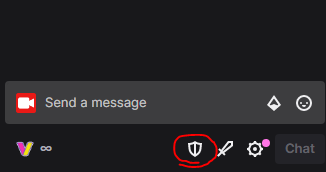 Send a message
∞
Chat